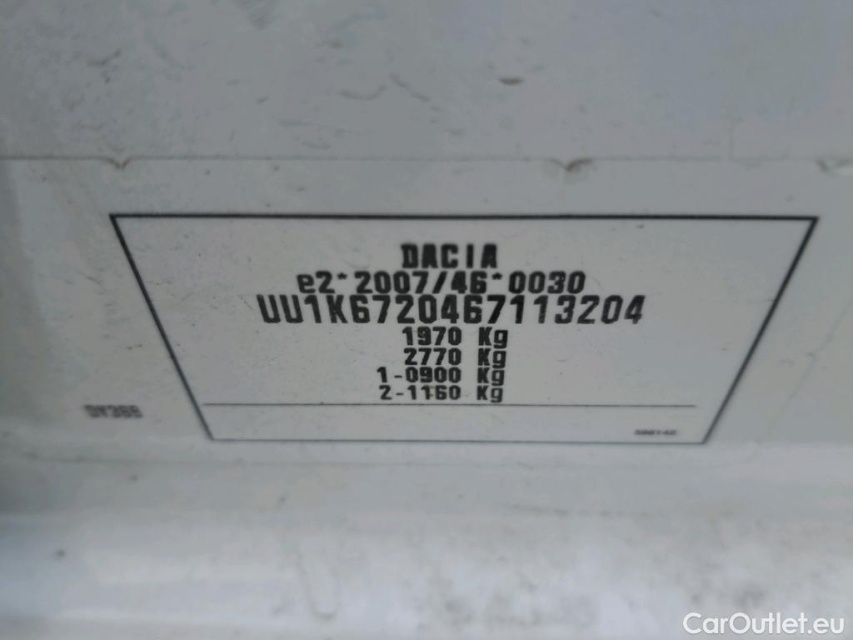 DACIA
e2*2007/46*0030
UU1K6720467113204
1970 Kg
2770 Kg
1-0900 Kg
2-1160 Kg
CarOutlet.eu